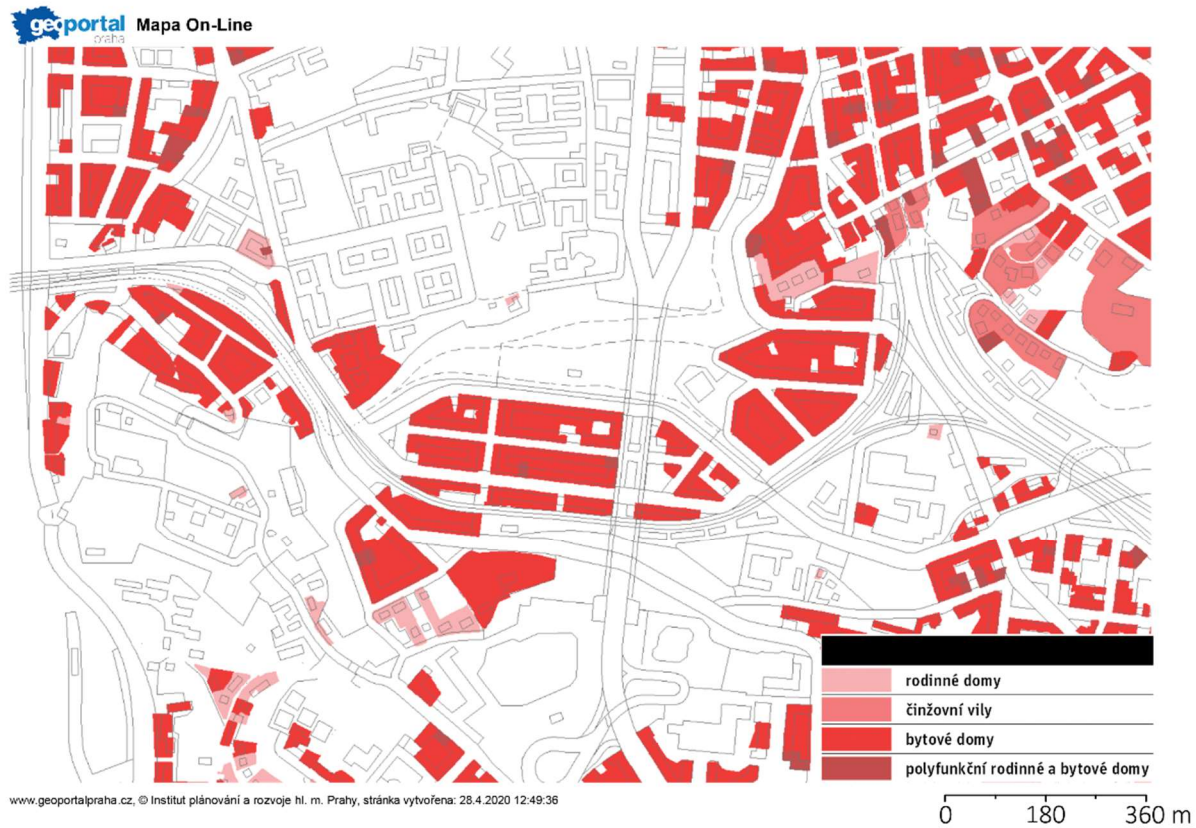 geoportal
praha
Mapa On-Line
rodinné domy
činžovní vily
bytové domy
polyfunkční rodinné a bytové domy
www.geoportalpraha.cz, © Institut plánování a rozvoje hl. m. Prahy, stránka vytvořena: 28.4.2020 12:49:36
0 180 360 m